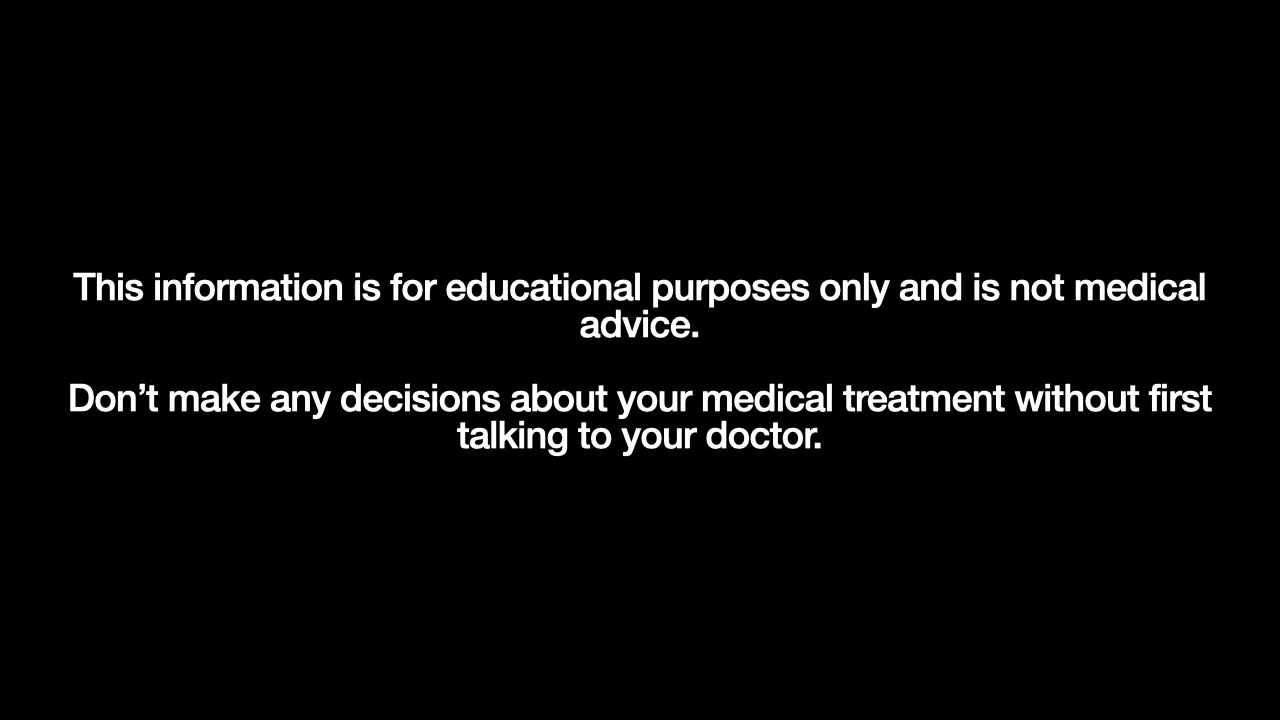 This information is for educational purposes only and is not medical
advice.
Don’t make any decisions about your medical treatment without first
talking to your doctor.